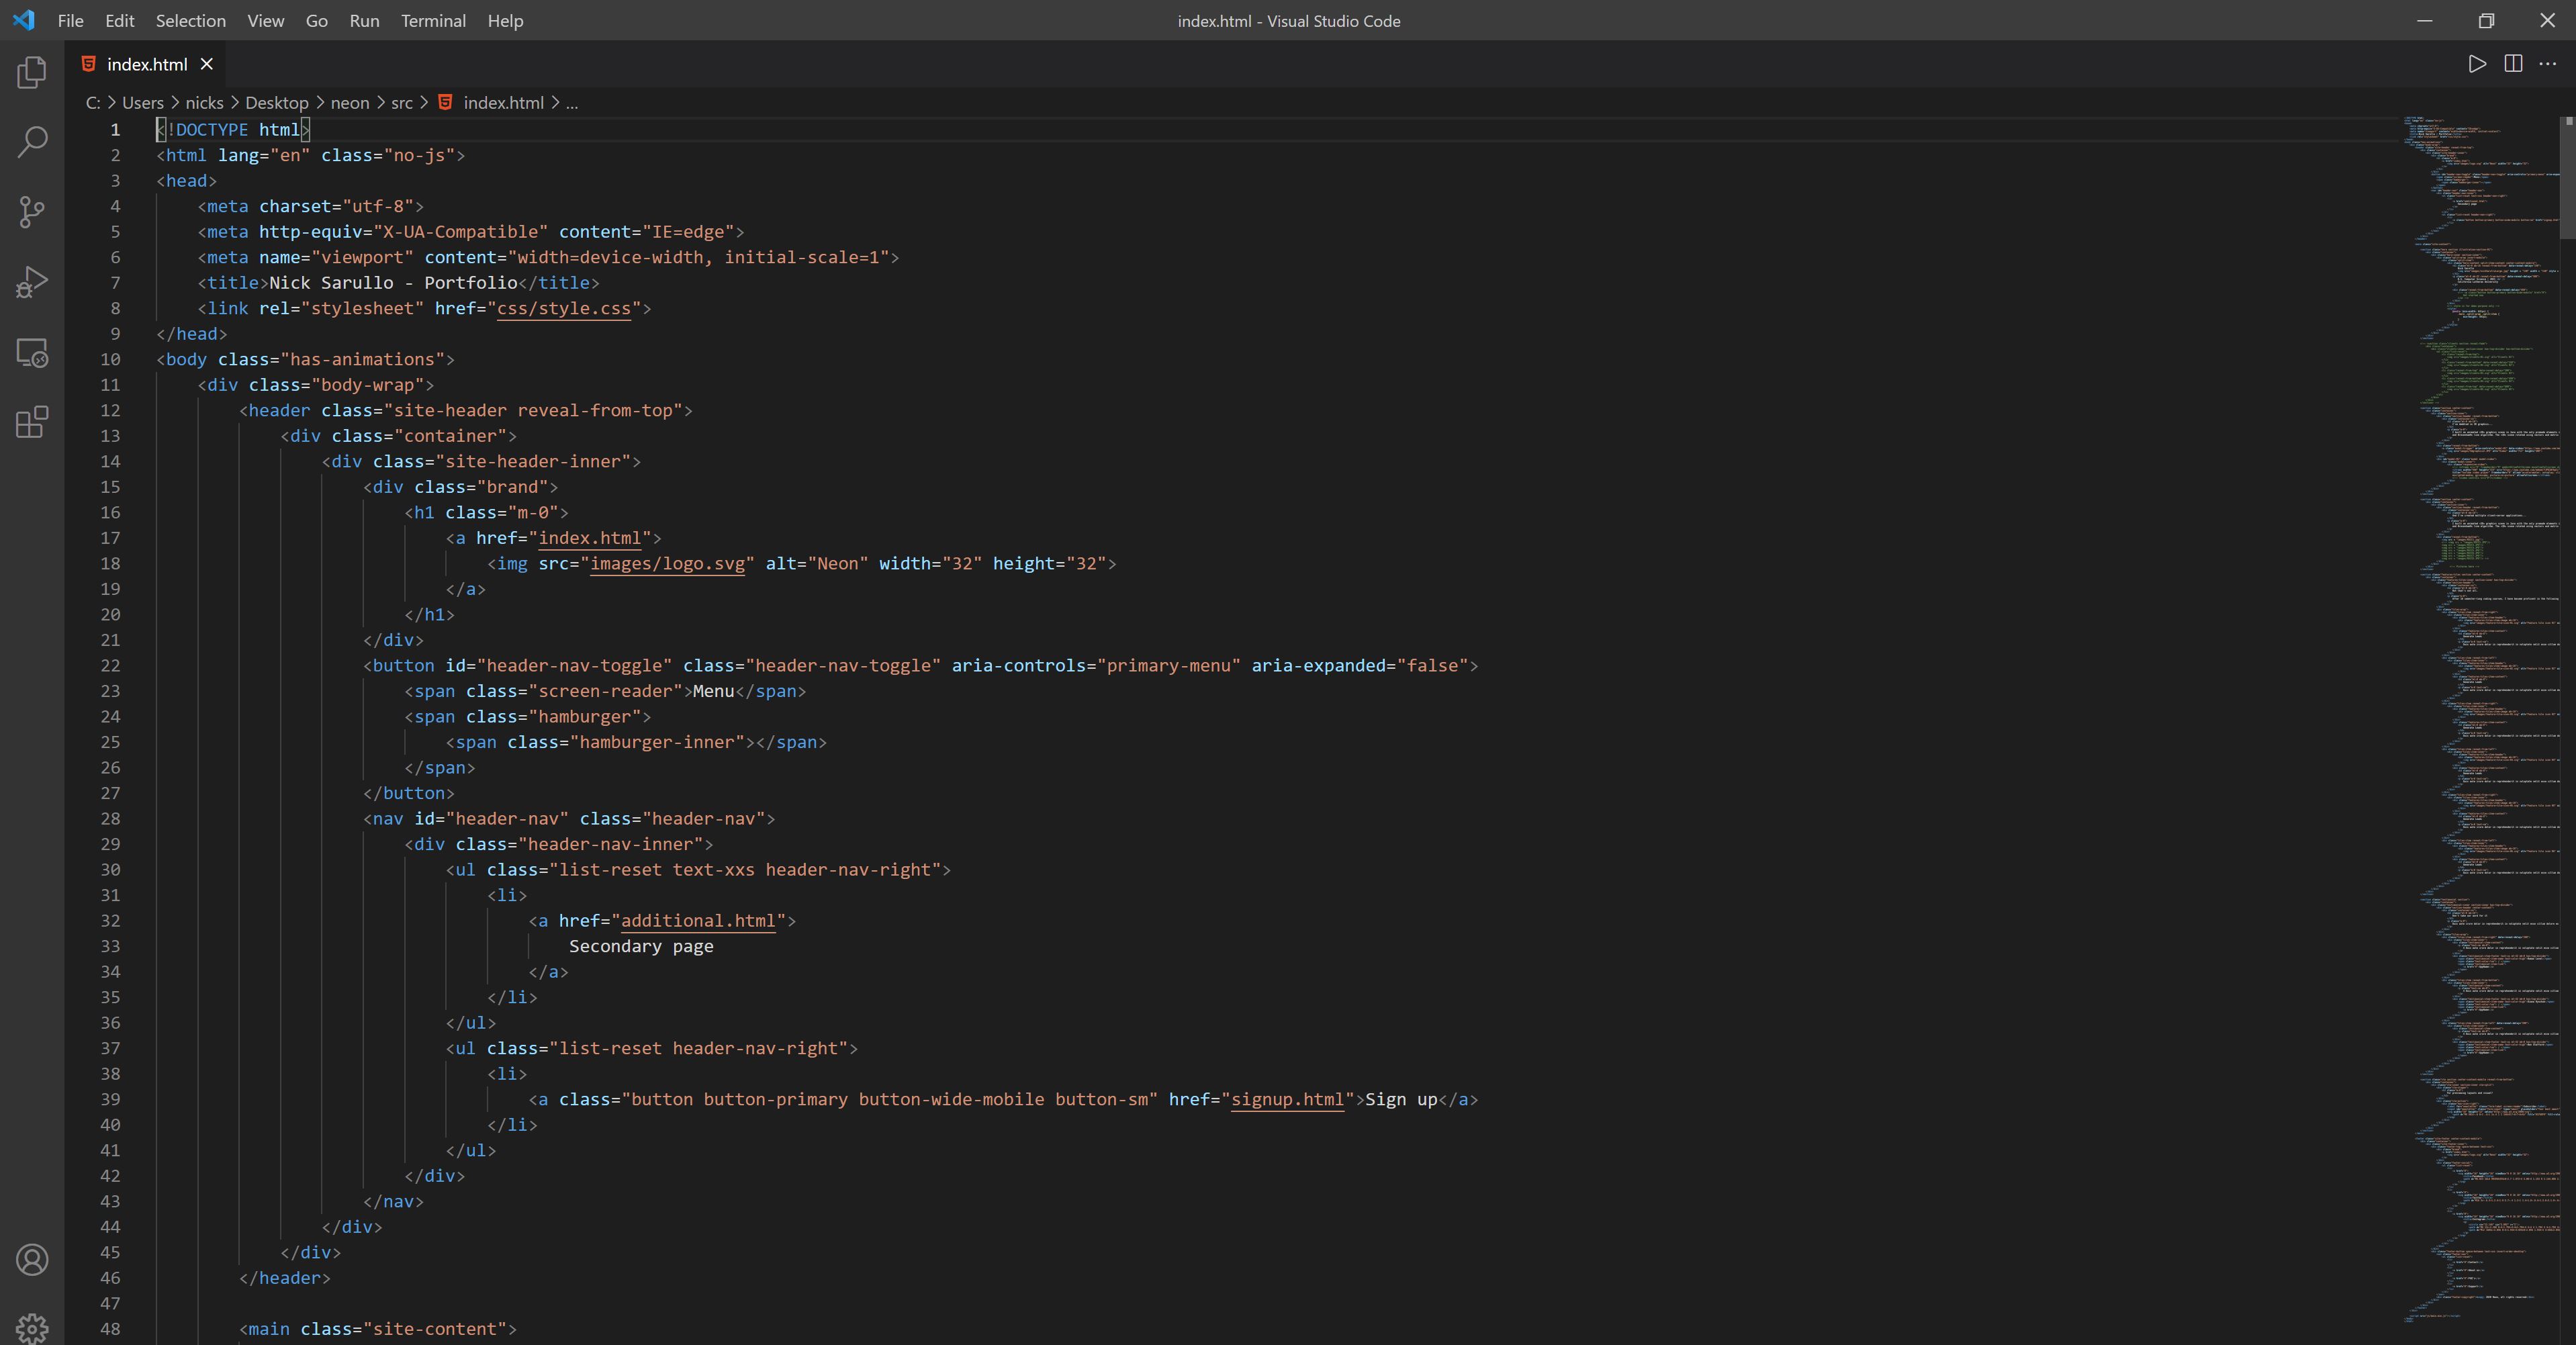 File Edit Selection View Go Run Terminal Help index.html - Visual Studio Code
index.html
C: > Users > nicks > Desktop > neon > src > index.html > ...
1 <!DOCTYPE html>
2 <html lang="en" class="no-js">
3 <head>
4 <meta charset="utf-8">
5 <meta http-equiv="X-UA-Compatible" content="IE=edge">
6 <meta name="viewport" content="width=device-width, initial-scale=1">
7 <title>Nick Sarullo - Portfolio</title>
8 <link rel="stylesheet" href="css/style.css">
9 </head>
10 <body class="has-animations">
11 <div class="body-wrap">
12 <header class="site-header reveal-from-top">
13 <div class="container">
14 <div class="site-header-inner">
15 <div class="brand">
16 <h1 class="m-0">
17 <a href="index.html">
18 <img src="images/logo.svg" alt="Neon" width="32" height="32">
19 </a>
20 </h1>
21 </div>
22 <button id="header-nav-toggle" class="header-nav-toggle" aria-controls="primary-menu" aria-expanded="false">
23 <span class="screen-reader">Menu</span>
24 <span class="hamburger">
25 <span class="hamburger-inner"></span>
26 </span>
27 </button>
28 <nav id="header-nav" class="header-nav">
29 <div class="header-nav-inner">
30 <ul class="list-reset text-xxs header-nav-right">
31 <li>
32 <a href="additional.html">
33 Secondary page
34 </a>
35 </li>
36 </ul>
37 <ul class="list-reset header-nav-right">
38 <li>
39 <a class="button button-primary button-wide-mobile button-sm" href="signup.html">Sign up</a>
40 </li>
41 </ul>
42 </div>
43 </nav>
44 </div>
45 </div>
46 </header>
47
48 <main class="site-content">